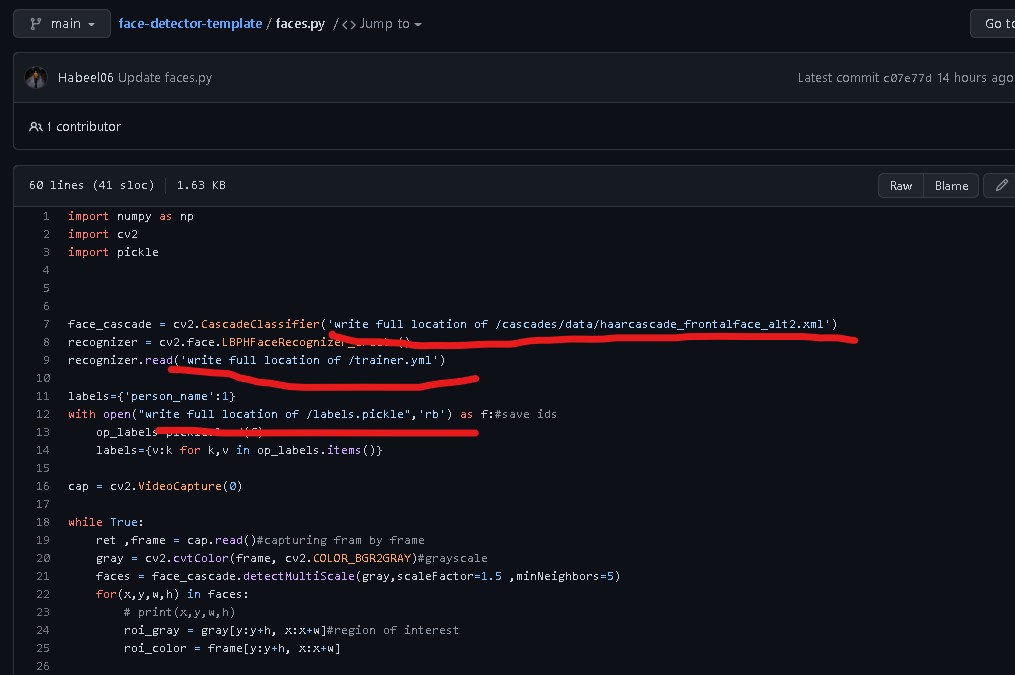 main
face-detector-template / faces.py / <> Jump to
Go to
Habeel06 Update faces.py
Latest commit c07e77d 14 hours ago
1 contributor
60 lines (41 sloc) | 1.63 KB
Raw
Blame
1 import numpy as np
2 import cv2
3 import pickle
4
5
6
7 face_cascade = cv2.CascadeClassifier('write full location of /cascades/data/haarcascade_frontalface_alt2.xml')
8 recognizer = cv2.face.LBPHFaceRecognizer_create()
9 recognizer.read('write full location of /trainer.yml')
10
11 labels={'person_name':1}
12 with open("write full location of /labels.pickle",'rb') as f:#save ids
13 op_labels=pickle.load(f)
14 labels={v:k for k,v in op_labels.items()}
15
16 cap = cv2.VideoCapture(0)
17
18 while True:
19 ret ,frame = cap.read()#capturing fram by frame
20 gray = cv2.cvtColor(frame, cv2.COLOR_BGR2GRAY)#grayscale
21 faces = face_cascade.detectMultiScale(gray,scaleFactor=1.5 ,minNeighbors=5)
22 for(x,y,w,h) in faces:
23 # print(x,y,w,h)
24 roi_gray = gray[y:y+h, x:x+w]#region of interest
25 roi_color = frame[y:y+h, x:x+w]
26